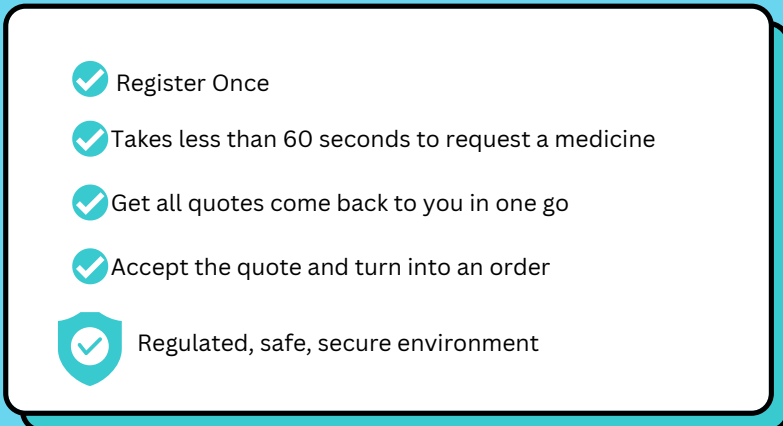 Register Once
Takes less than 60 seconds to request a medicine
Get all quotes come back to you in one go
Accept the quote and turn into an order
Regulated, safe, secure environment